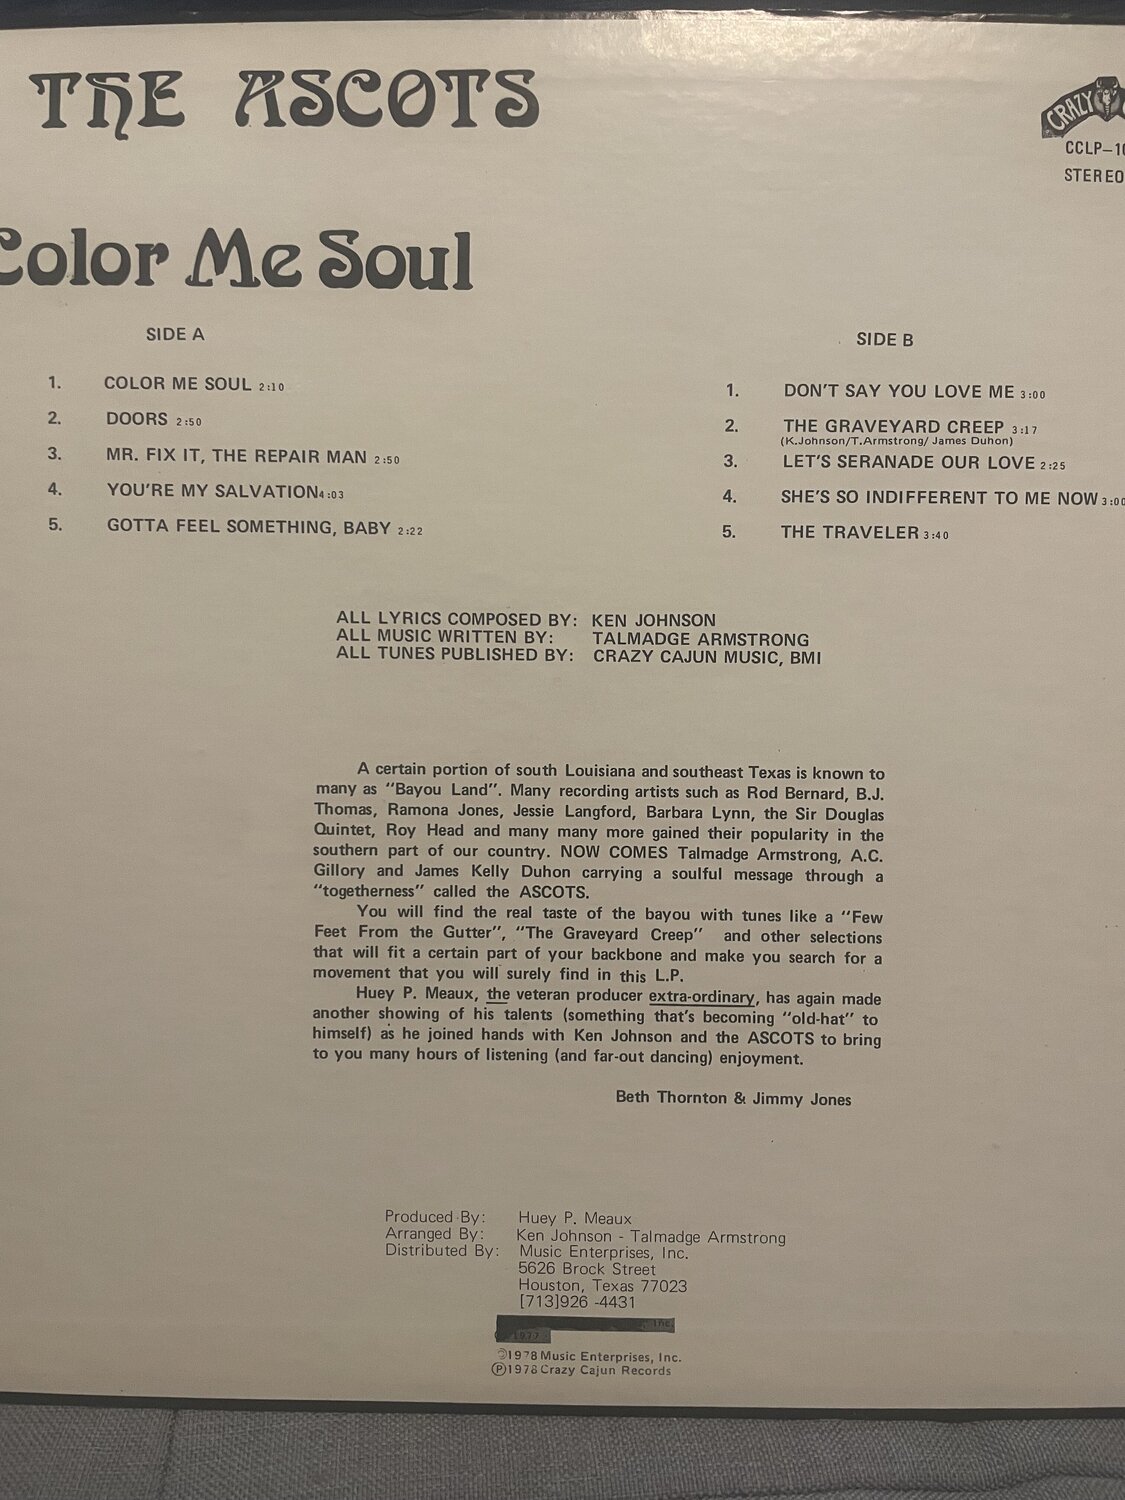 THE ASCOTS
CRAZY
CCLP-10
STEREO
Color Me Soul
SIDE A
1. COLOR ME SOUL 2:10
2. DOORS 2:50
3. MR. FIX IT, THE REPAIR MAN 2:50
4. YOU'RE MY SALVATION 4:03
5. GOTTA FEEL SOMETHING, BABY 2:22
SIDE B
1. DON'T SAY YOU LOVE ME 3:00
2. THE GRAVEYARD CREEP 3:17
(K.Johnson/T.Armstrong/ James Duhon)
3. LET'S SERANADE OUR LOVE 2:25
4. SHE'S SO INDIFFERENT TO ME NOW 3:00
5. THE TRAVELER 3:40
ALL LYRICS COMPOSED BY: KEN JOHNSON
ALL MUSIC WRITTEN BY: TALMADGE ARMSTRONG
ALL TUNES PUBLISHED BY: CRAZY CAJUN MUSIC, BMI
A certain portion of south Louisiana and southeast Texas is known to
many as "Bayou Land". Many recording artists such as Rod Bernard, B.J.
Thomas, Ramona Jones, Jessie Langford, Barbara Lynn, the Sir Douglas
Quintet, Roy Head and many many more gained their popularity in the
southern part of our country. NOW COMES Talmadge Armstrong, A.C.
Gillory and James Kelly Duhon carrying a soulful message through a
"togetherness" called the ASCOTS.
You will find the real taste of the bayou with tunes like a "Few
Feet From the Gutter", "The Graveyard Creep" and other selections
that will fit a certain part of your backbone and make you search for a
movement that you will surely find in this L.P.
Huey P. Meaux, the veteran producer extra-ordinary, has again made
another showing of his talents (something that's becoming "old-hat" to
himself) as he joined hands with Ken Johnson and the ASCOTS to bring
to you many hours of listening (and far-out dancing) enjoyment.
Beth Thornton & Jimmy Jones
Produced By: Huey P. Meaux
Arranged By: Ken Johnson - Talmadge Armstrong
Distributed By: Music Enterprises, Inc.
5626 Brock Street
Houston, Texas 77023
[713]926 -4431
Inc.
1977
©1978 Music Enterprises, Inc.
Ⓟ1978 Crazy Cajun Records